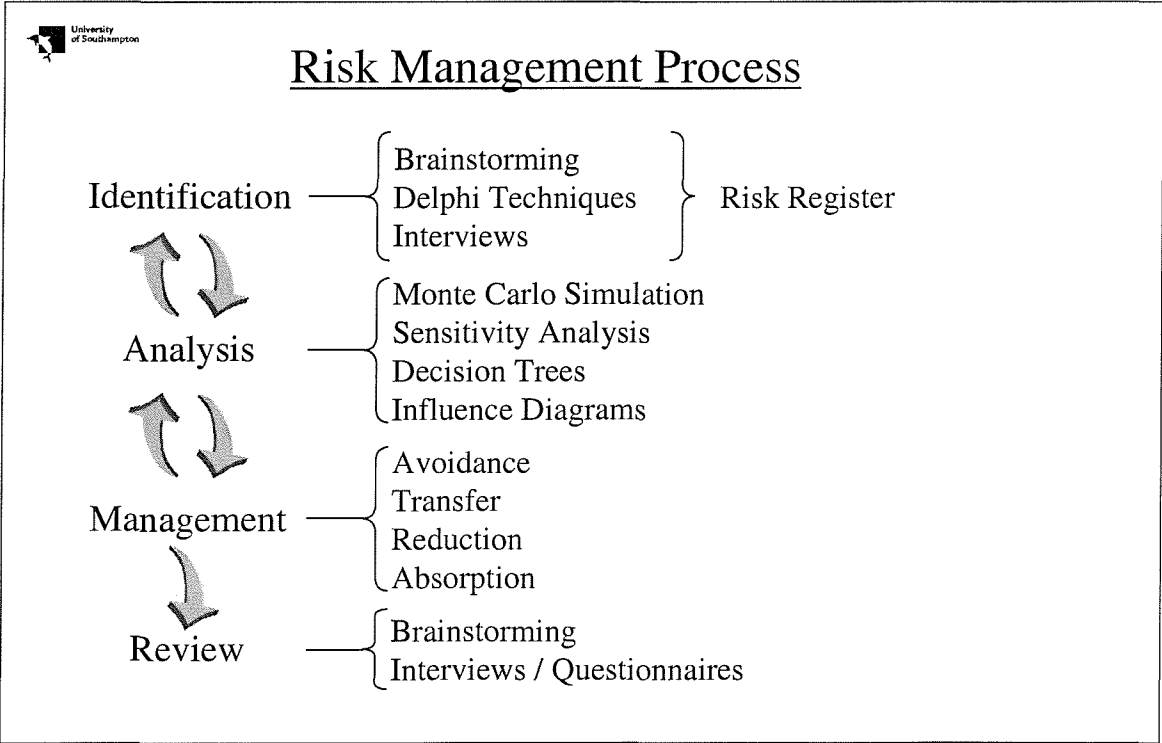 University
of Southampton
Risk Management Process
Identification
Brainstorming
Delphi Techniques
Interviews
Risk Register
Analysis
Monte Carlo Simulation
Sensitivity Analysis
Decision Trees
Influence Diagrams
Management
Avoidance
Transfer
Reduction
Absorption
Review
Brainstorming
Interviews / Questionnaires